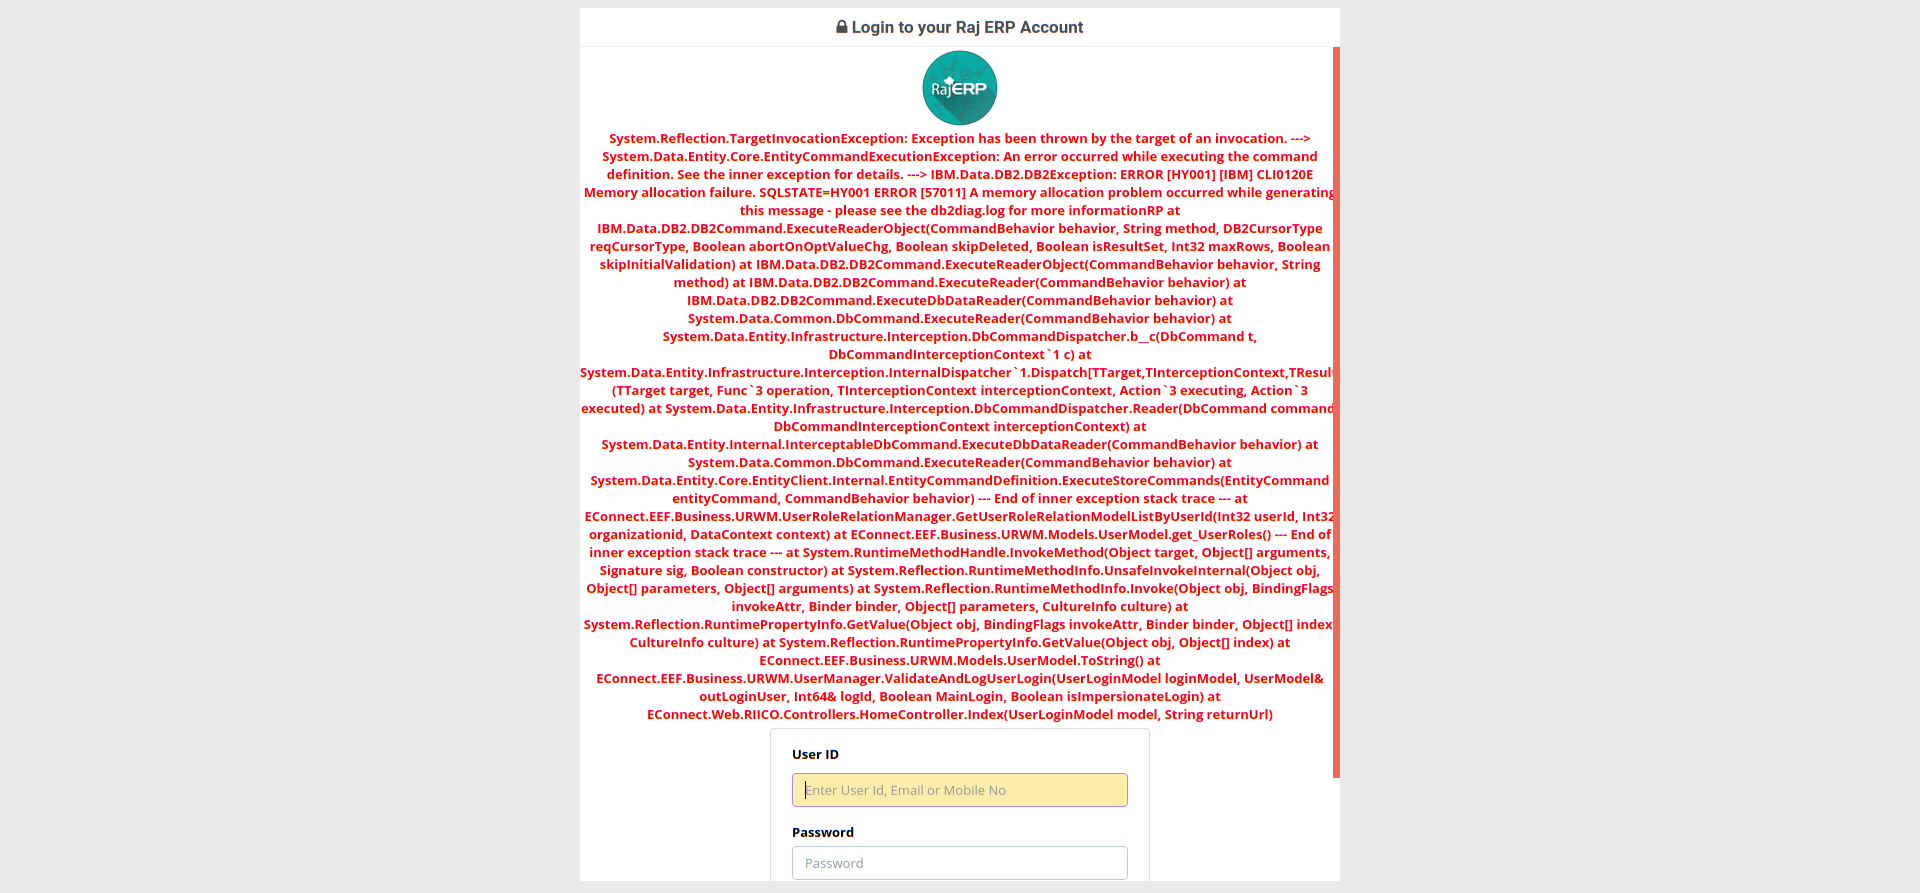 Login to your Raj ERP Account
RajERP
System.Reflection.TargetInvocationException: Exception has been thrown by the target of an invocation. --->
System.Data.Entity.Core.EntityCommandExecutionException: An error occurred while executing the command
definition. See the inner exception for details. ---> IBM.Data.DB2.DB2Exception: ERROR [HY001] [IBM] CLI0120E
Memory allocation failure. SQLSTATE=HY001 ERROR [57011] A memory allocation problem occurred while generating
this message - please see the db2diag.log for more informationRP at
IBM.Data.DB2.DB2Command.ExecuteReaderObject(CommandBehavior behavior, String method, DB2CursorType
reqCursorType, Boolean abortOnOptValueChg, Boolean skipDeleted, Boolean isResultSet, Int32 maxRows, Boolean
skipInitialValidation) at IBM.Data.DB2.DB2Command.ExecuteReaderObject(CommandBehavior behavior, String
method) at IBM.Data.DB2.DB2Command.ExecuteReader(CommandBehavior behavior) at
IBM.Data.DB2.DB2Command.ExecuteDbDataReader(CommandBehavior behavior) at
System.Data.Common.DbCommand.ExecuteReader(CommandBehavior behavior) at
System.Data.Entity.Infrastructure.Interception.DbCommandDispatcher.b__c(DbCommand t,
DbCommandInterceptionContext`1 c) at
System.Data.Entity.Infrastructure.Interception.InternalDispatcher`1.Dispatch[TTarget,TInterceptionContext,TResult
(TTarget target, Func`3 operation, TInterceptionContext interceptionContext, Action`3 executing, Action`3
executed) at System.Data.Entity.Infrastructure.Interception.DbCommandDispatcher.Reader(DbCommand command
DbCommandInterceptionContext interceptionContext) at
System.Data.Entity.Internal.InterceptableDbCommand.ExecuteDbDataReader(CommandBehavior behavior) at
System.Data.Common.DbCommand.ExecuteReader(CommandBehavior behavior) at
System.Data.Entity.Core.EntityClient.Internal.EntityCommandDefinition.ExecuteStoreCommands(EntityCommand
entityCommand, CommandBehavior behavior) --- End of inner exception stack trace --- at
EConnect.EEF.Business.URWM.UserRoleRelationManager.GetUserRoleRelationModelListByUserId(Int32 userId, Int32
organizationid, DataContext context) at EConnect.EEF.Business.URWM.Models.UserModel.get_UserRoles() --- End of
inner exception stack trace --- at System.RuntimeMethodHandle.InvokeMethod(Object target, Object[] arguments,
Signature sig, Boolean constructor) at System.Reflection.RuntimeMethodInfo.UnsafeInvokeInternal(Object obj,
Object[] parameters, Object[] arguments) at System.Reflection.RuntimeMethodInfo.Invoke(Object obj, BindingFlags
invokeAttr, Binder binder, Object[] parameters, CultureInfo culture) at
System.Reflection.RuntimePropertyInfo.GetValue(Object obj, BindingFlags invokeAttr, Binder binder, Object[] index
CultureInfo culture) at System.Reflection.RuntimePropertyInfo.GetValue(Object obj, Object[] index) at
EConnect.EEF.Business.URWM.Models.UserModel.ToString() at
EConnect.EEF.Business.URWM.UserManager.ValidateAndLogUserLogin(UserLoginModel loginModel, UserModel&
outLoginUser, Int64& logId, Boolean MainLogin, Boolean isImpersonateLogin) at
EConnect.Web.RIICO.Controllers.HomeController.Index(UserLoginModel model, String returnUrl)
User ID
Enter User Id, Email or Mobile No
Password
Password